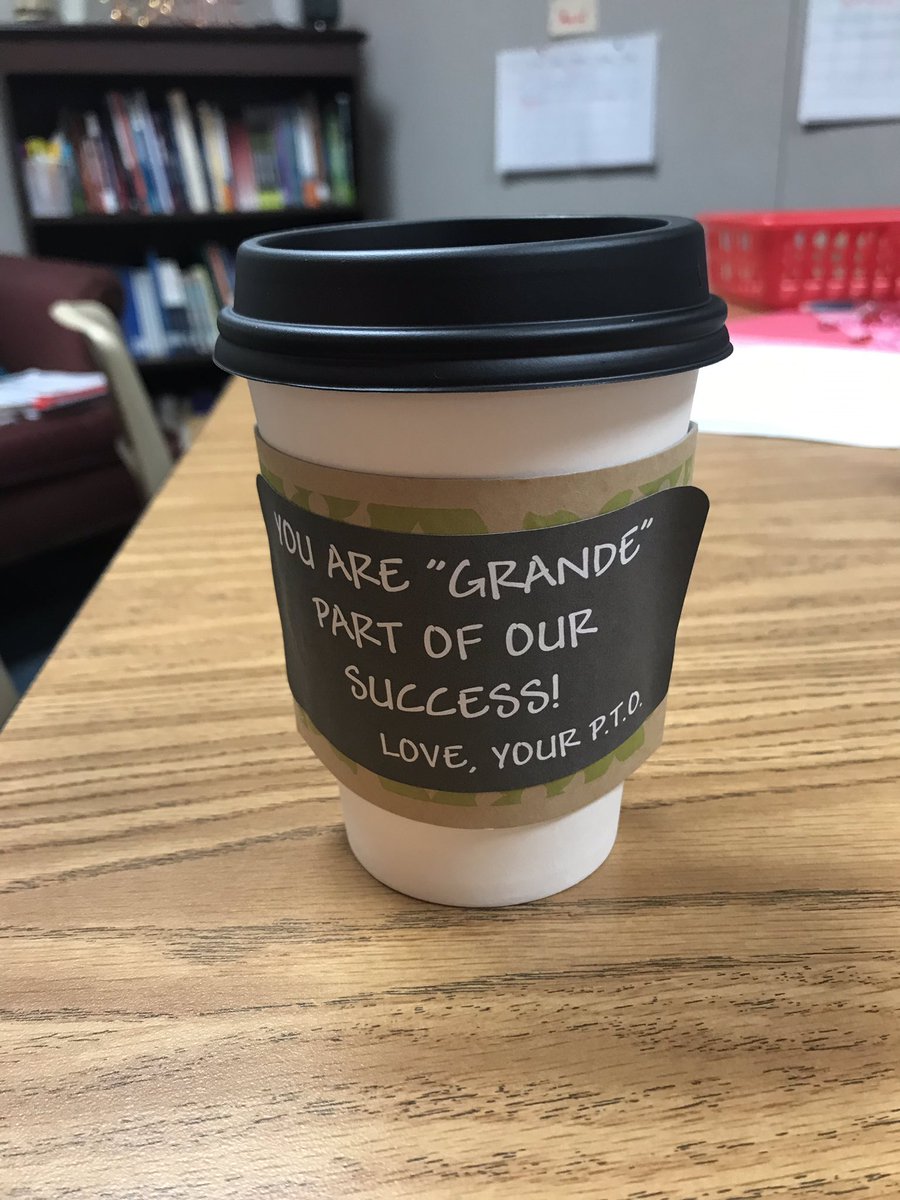 YOU ARE "GRANDE"
PART OF OUR
SUCCESS!
LOVE, YOUR P.T.O.